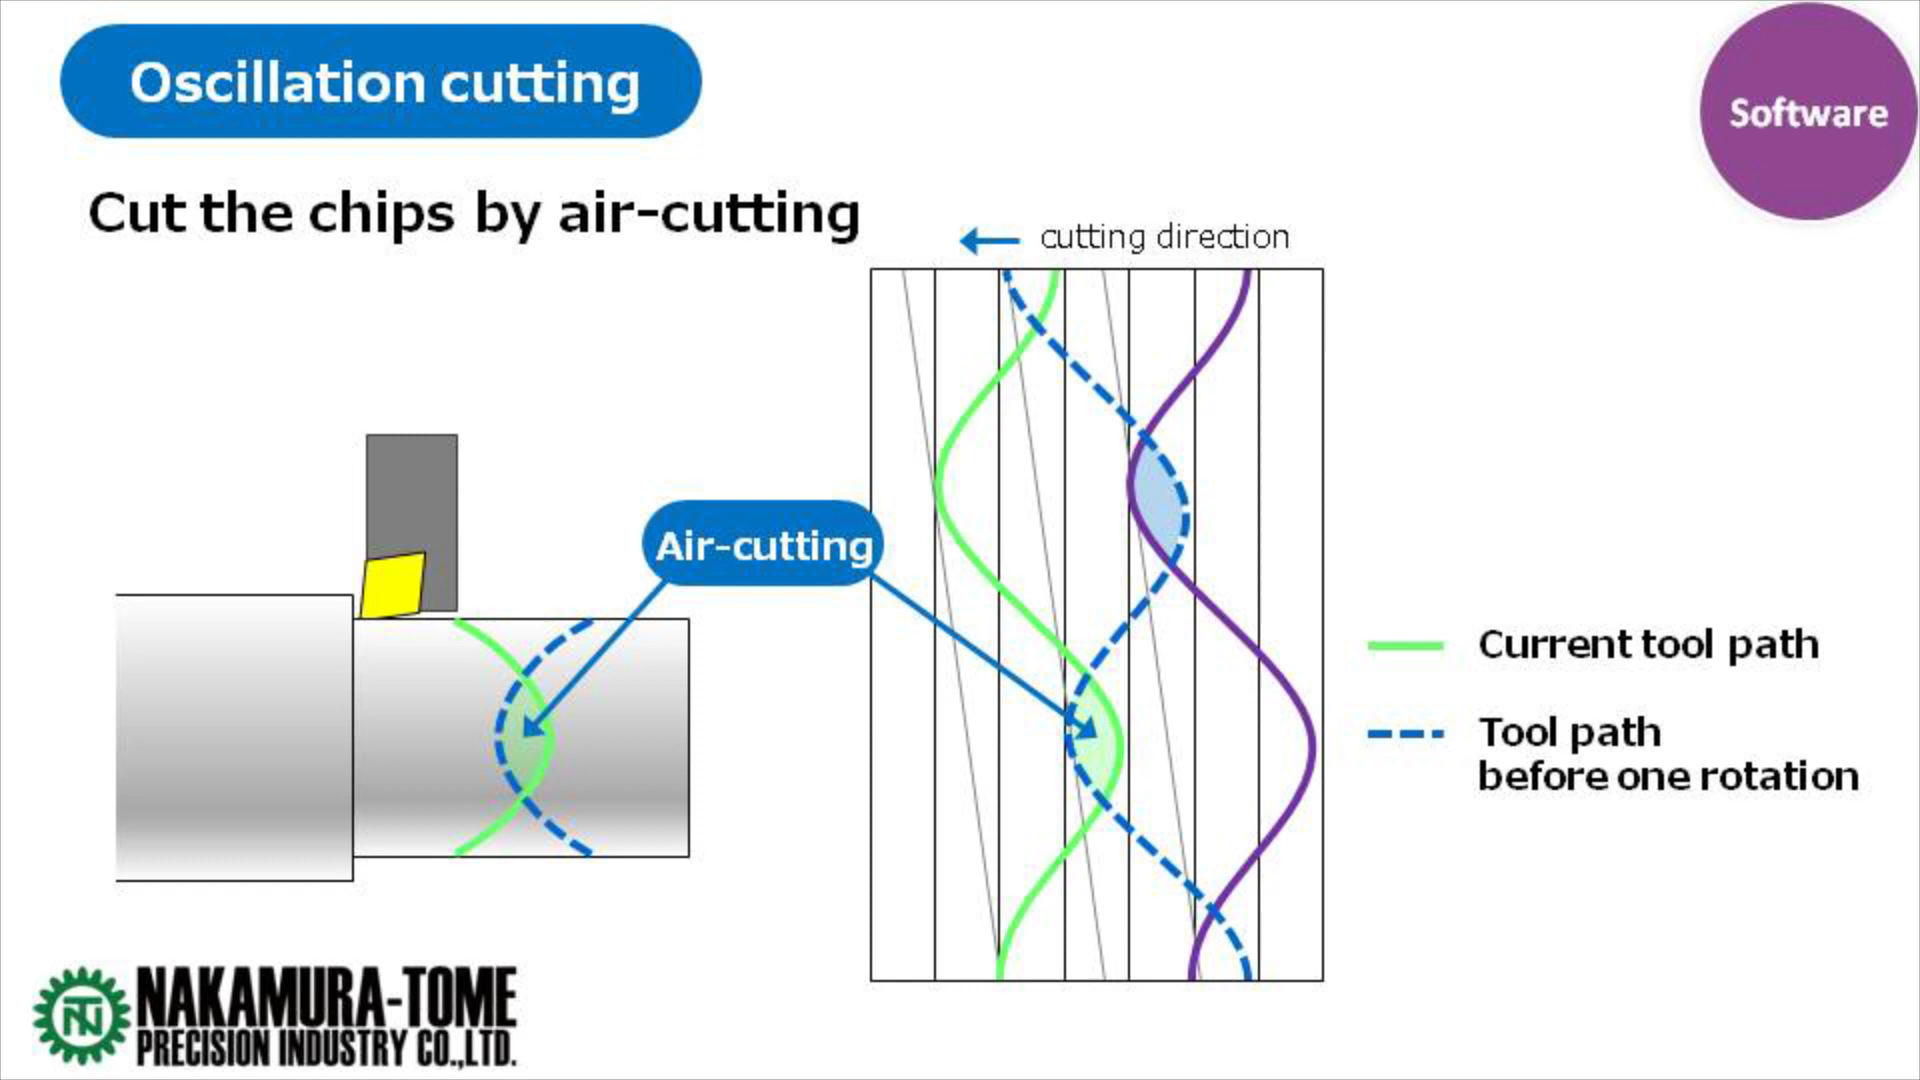 Oscillation cutting
Software
Cut the chips by air-cutting
cutting direction
Air-cutting
Current tool path
Tool path
before one rotation
NAKAMURA-TOME
PRECISION INDUSTRY CO.,LTD.